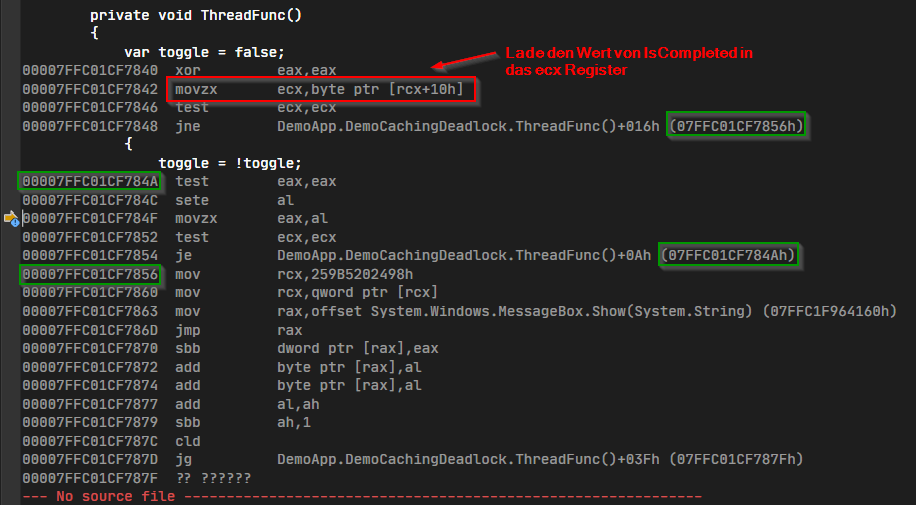 private void ThreadFunc()
{
var toggle = false;
Lade den Wert von IsCompleted in
das ecx Register
00007FFC01CF7840 xor eax,eax
00007FFC01CF7842 movzx ecx,byte ptr [rcx+10h]
00007FFC01CF7846 test ecx,ecx
00007FFC01CF7848 jne DemoApp.DemoCachingDeadlock.ThreadFunc()+016h (07FFC01CF7856h)
{
toggle = !toggle;
00007FFC01CF784A test eax,eax
00007FFC01CF784C sete al
00007FFC01CF784F movzx eax,al
00007FFC01CF7852 test ecx,ecx
00007FFC01CF7854 je DemoApp.DemoCachingDeadlock.ThreadFunc()+0Ah (07FFC01CF784Ah)
00007FFC01CF7856 mov rcx,259B5202498h
00007FFC01CF7860 mov rcx,qword ptr [rcx]
00007FFC01CF7863 mov rax,offset System.Windows.MessageBox.Show(System.String) (07FFC1F964160h)
00007FFC01CF786D jmp rax
00007FFC01CF7870 sbb dword ptr [rax],eax
00007FFC01CF7872 add byte ptr [rax],al
00007FFC01CF7874 add byte ptr [rax],al
00007FFC01CF7877 add al,ah
00007FFC01CF7879 sbb ah,1
00007FFC01CF787C cld
00007FFC01CF787D jg DemoApp.DemoCachingDeadlock.ThreadFunc()+03Fh (07FFC01CF787Fh)
00007FFC01CF787F ?? ??????
--- No source file -------------------------------------------------------------